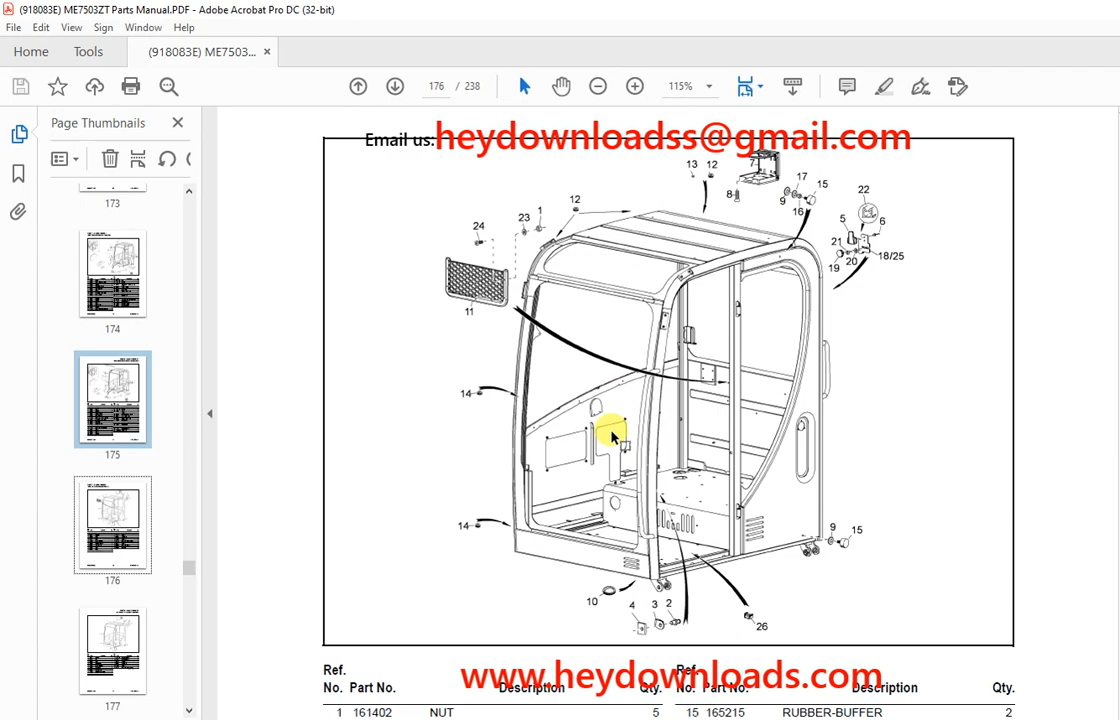 (918083E) ME7503ZT Parts Manual.PDF - Adobe Acrobat Pro DC (32-bit)
File Edit View Sign Window Help
Home Tools (918083E) ME7503... ×
176 / 238 115%
Page Thumbnails
173
174
175
176
177
Email us:heydownloadss@gmail.com
13 12 7 17 15
8 9 16
22
5 6
21
19 20 18/25
12
1
23
24
11
14
14
9 15
10
4 3 2
26
Ref. Ref.
www.heydownloads.com
No. Part No. Description Qty. No. Part No. Description Qty.
1 161402 NUT 5 15 165215 RUBBER-BUFFER 2